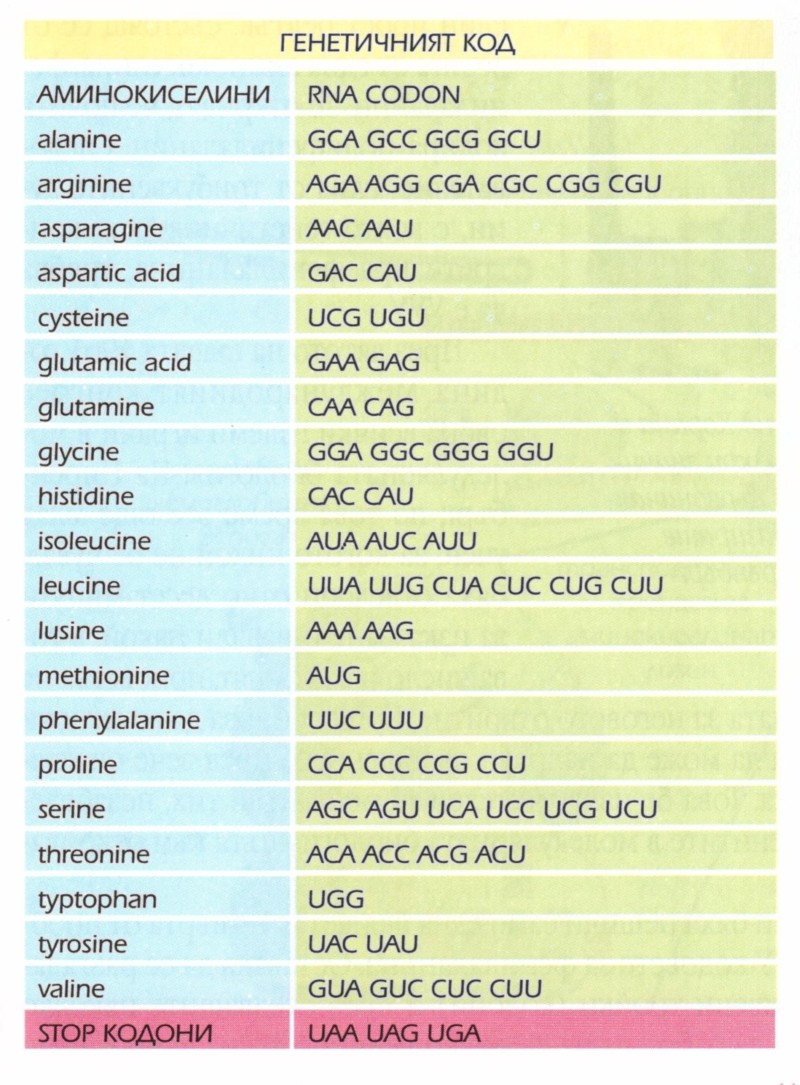 ГЕНЕТИЧНИЯТ КОД
АМИНОКИСЕЛИНИ RNA CODON
alanine GCA GCC GCG GCU
arginine AGA AGG CGA CGC CGG CGU
asparagine AAC AAU
aspartic acid GAC CAU
cysteine UCG UGU
glutamic acid GAA GAG
glutamine CAA CAG
glycine GGA GGC GGG GGU
histidine CAC CAU
isoleucine AUA AUC AUU
leucine UUA UUG CUA CUC CUG CUU
lusine AAA AAG
methionine AUG
phenylalanine UUC UUU
proline CCA CCC CCG CCU
serine AGC AGU UCA UCC UCG UCU
threonine ACA ACC ACG ACU
typtophan UGG
tyrosine UAC UAU
valine GUA GUC CUC CUU
STOP КОДОНИ UAA UAG UGA